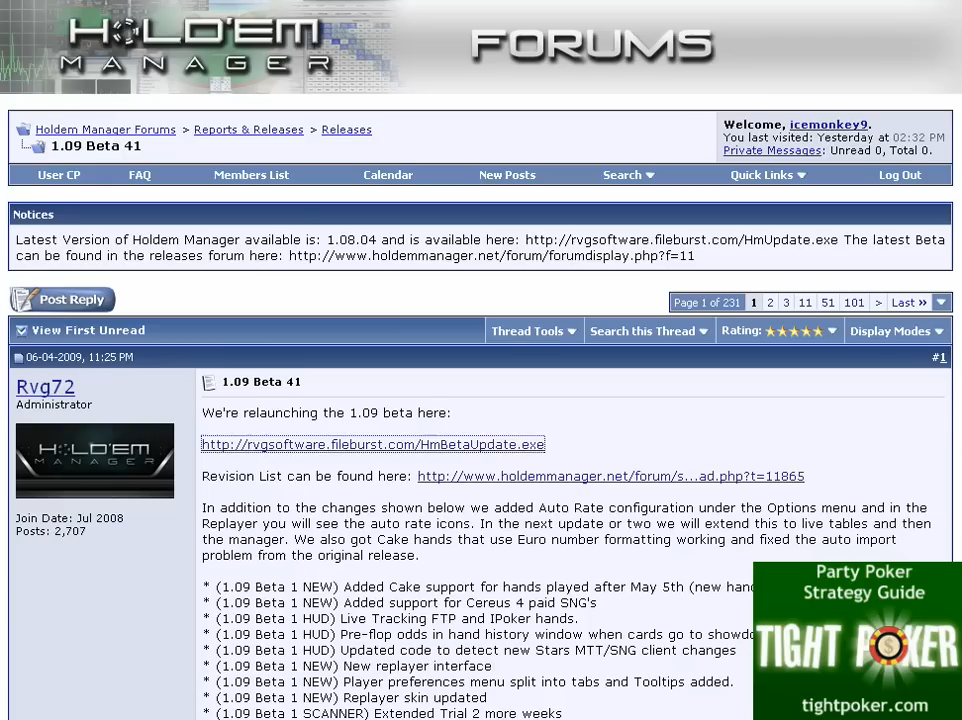 HOLD'EM
MANAGER
FORUMS
Holdem Manager Forums > Reports & Releases > Releases
1.09 Beta 41
Welcome, icemonkey9.
You last visited: Yesterday at 02:32 PM
Private Messages: Unread 0, Total 0.
User CP FAQ Members List Calendar New Posts Search Quick Links Log Out
Notices
Latest Version of Holdem Manager available is: 1.08.04 and is available here: http://rvgsoftware.fileburst.com/HmUpdate.exe The latest Beta
can be found in the releases forum here: http://www.holdemmanager.net/forum/forumdisplay.php?f=11
Post Reply
Page 1 of 231 1 2 3 11 51 101 > Last »
View First Unread Thread Tools Search this Thread Rating: Display Modes
06-04-2009, 11:25 PM #1
Rvg72
Administrator
HOLD'EM
MANAGER
Join Date: Jul 2008
Posts: 2,707
1.09 Beta 41
We're relaunching the 1.09 beta here:
http://rvgsoftware.fileburst.com/HmBetaUpdate.exe
Revision List can be found here: http://www.holdemmanager.net/forum/s...ad.php?t=11865
In addition to the changes shown below we added Auto Rate configuration under the Options menu and in the
Replayer you will see the auto rate icons. In the next update or two we will extend this to live tables and then
the manager. We also got Cake hands that use Euro number formatting working and fixed the auto import
problem from the original release.
* (1.09 Beta 1 NEW) Added Cake support for hands played after May 5th (new hand
* (1.09 Beta 1 NEW) Added support for Cereus 4 paid SNG's
* (1.09 Beta 1 HUD) Live Tracking FTP and IPoker hands.
* (1.09 Beta 1 HUD) Pre-flop odds in hand history window when cards go to showdo
* (1.09 Beta 1 HUD) Updated code to detect new Stars MTT/SNG client changes
* (1.09 Beta 1 NEW) New replayer interface
* (1.09 Beta 1 NEW) Player preferences menu split into tabs and Tooltips added.
* (1.09 Beta 1 NEW) Replayer skin updated
* (1.09 Beta 1 SCANNER) Extended Trial 2 more weeks
Party Poker
Strategy Guide
TIGHT POKER
tightpoker.com